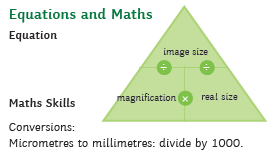 Equations and Maths
Equation
image size
÷ ÷
magnification × real size
Maths Skills
Conversions:
Micrometres to millimetres: divide by 1000.